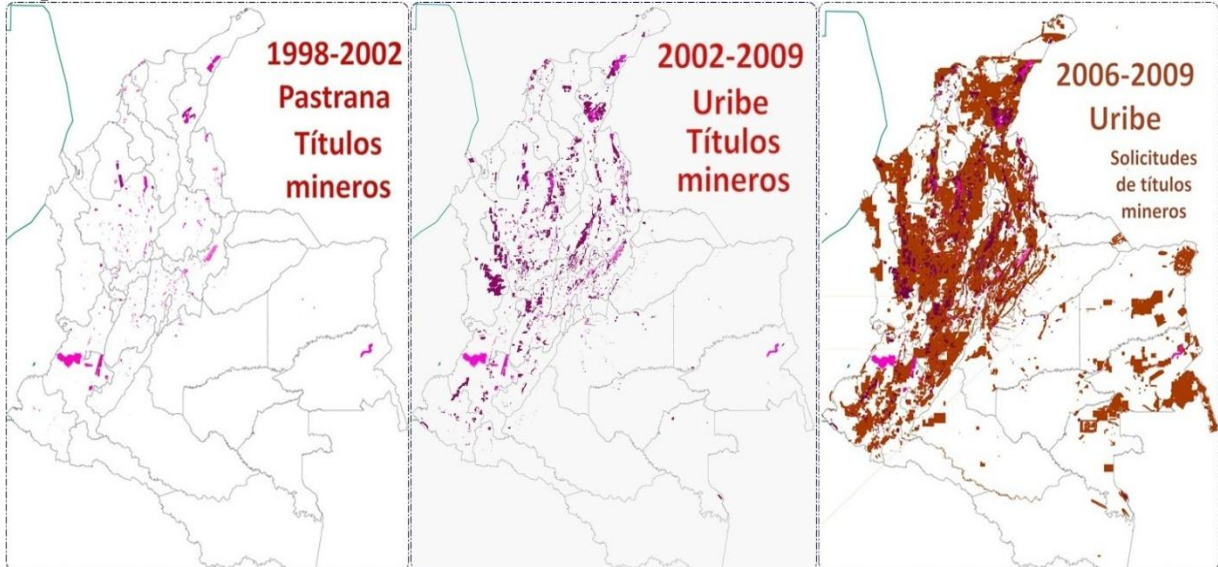 1998-2002
Pastrana
Títulos
mineros
2002-2009
Uribe
Títulos
mineros
2006-2009
Uribe
Solicitudes
de títulos
mineros